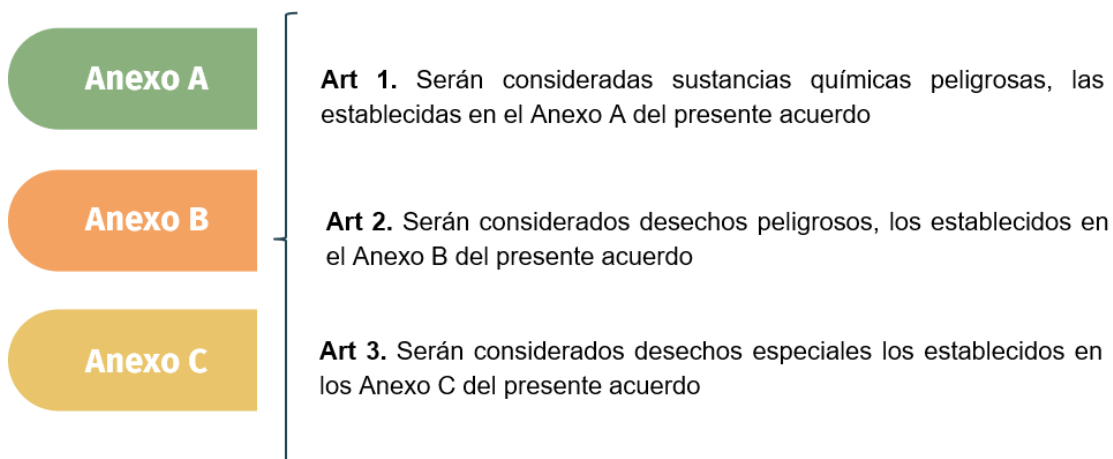 Anexo A
Art 1. Serán consideradas sustancias químicas peligrosas, las
establecidas en el Anexo A del presente acuerdo
Anexo B
Art 2. Serán considerados desechos peligrosos, los establecidos en
el Anexo B del presente acuerdo
Anexo C
Art 3. Serán considerados desechos especiales los establecidos en
los Anexo C del presente acuerdo